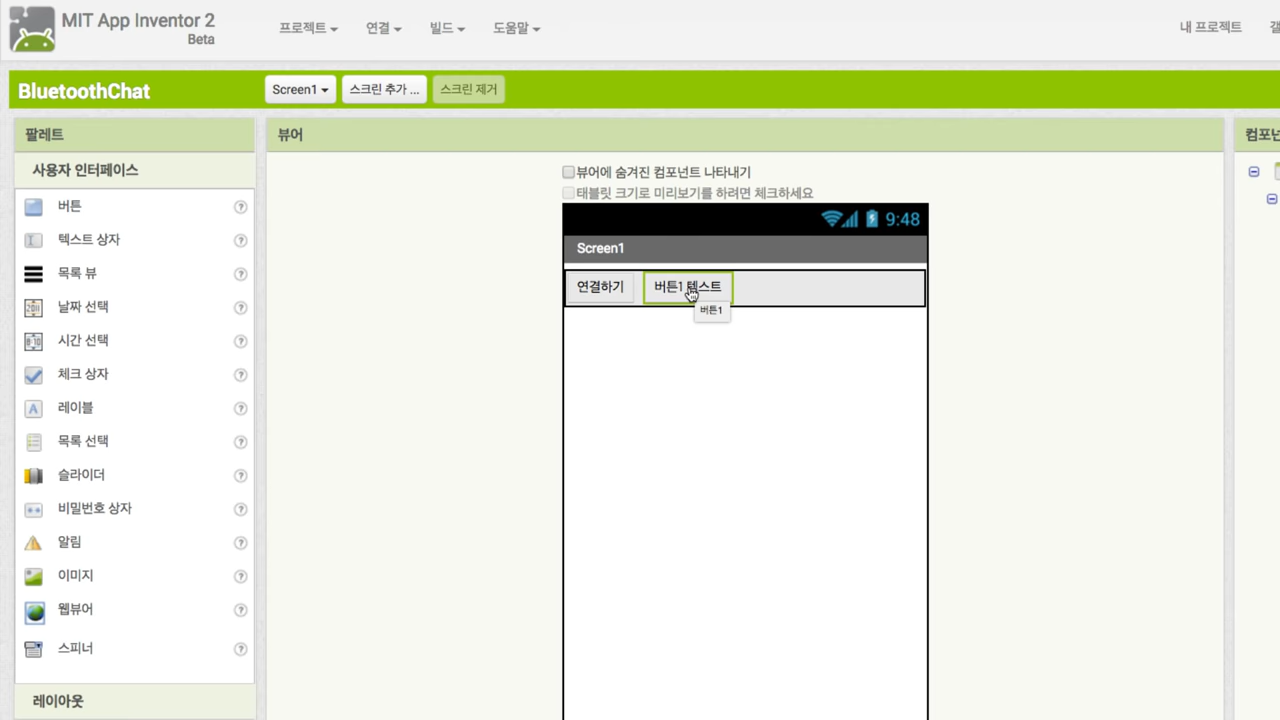 MIT App Inventor 2
Beta
프로젝트 연결 빌드 도움말 내 프로젝트
BluetoothChat Screen1 스크린 추가 ... 스크린 제거
팔레트
뷰어
사용자 인터페이스
버튼
텍스트 상자
목록 뷰
날짜 선택
시간 선택
체크 상자
레이블
목록 선택
슬라이더
비밀번호 상자
알림
이미지
웹뷰어
스피너
레이아웃
뷰어에 숨겨진 컴포넌트 나타내기
태블릿 크기로 미리보기를 하려면 체크하세요
9:48
Screen1
연결하기 버튼1 텍스트
버튼1